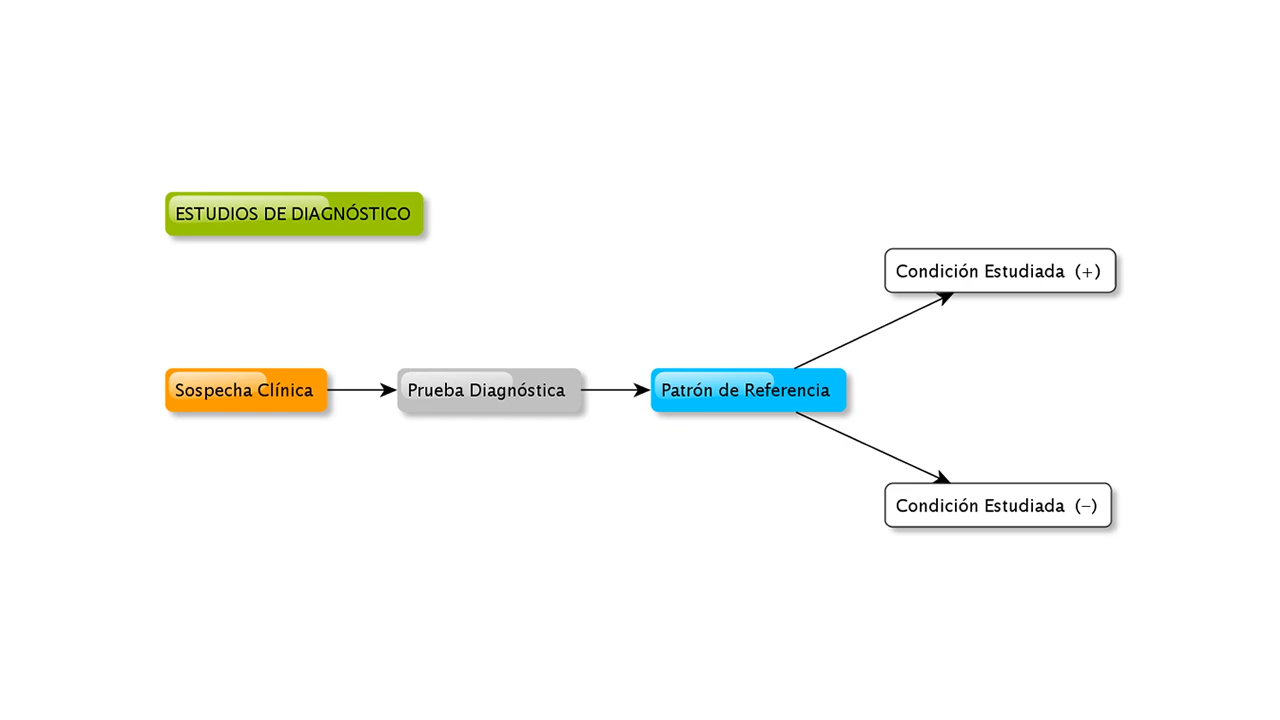 ESTUDIOS DE DIAGNÓSTICO
Condición Estudiada (+)
Sospecha Clínica
Prueba Diagnóstica
Patrón de Referencia
Condición Estudiada (–)